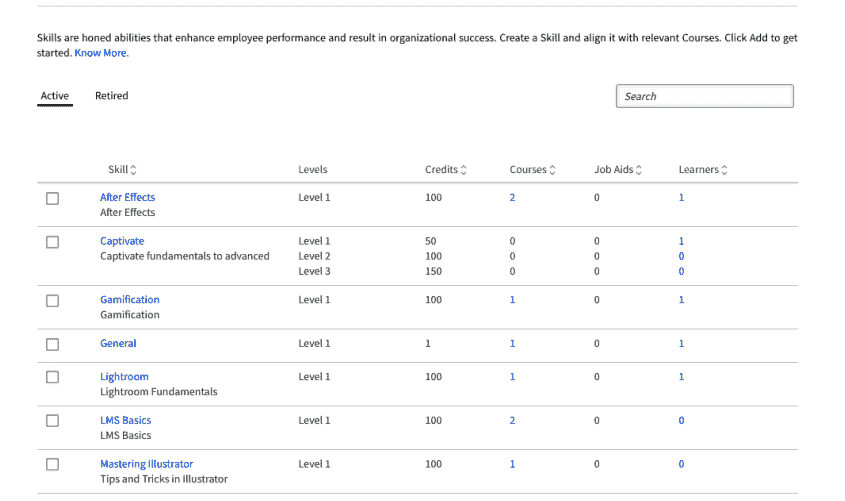 Skills are honed abilities that enhance employee performance and result in organizational success. Create a Skill and align it with relevant Courses. Click Add to get
started. Know More.
Active Retired Search
Skill Levels Credits Courses Job Aids Learners
After Effects Level 1 100 2 0 1
After Effects
Captivate Level 1 50 0 0 1
Captivate fundamentals to advanced Level 2 100 0 0 0
Level 3 150 0 0 0
Gamification Level 1 100 1 0 1
Gamification
General Level 1 1 1 0 1
Lightroom Level 1 100 1 0 1
Lightroom Fundamentals
LMS Basics Level 1 100 2 0 0
LMS Basics
Mastering Illustrator Level 1 100 1 0 0
Tips and Tricks in Illustrator